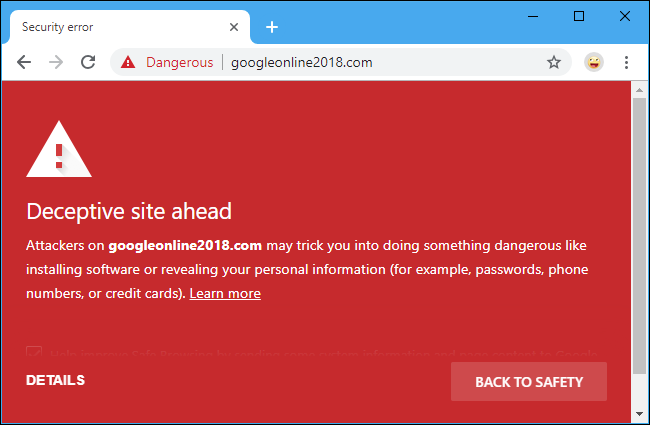 Security error
Dangerous googleonline2018.com
Deceptive site ahead
Attackers on googleonline2018.com may trick you into doing something dangerous like
installing software or revealing your personal information (for example, passwords, phone
numbers, or credit cards). Learn more
DETAILS
BACK TO SAFETY